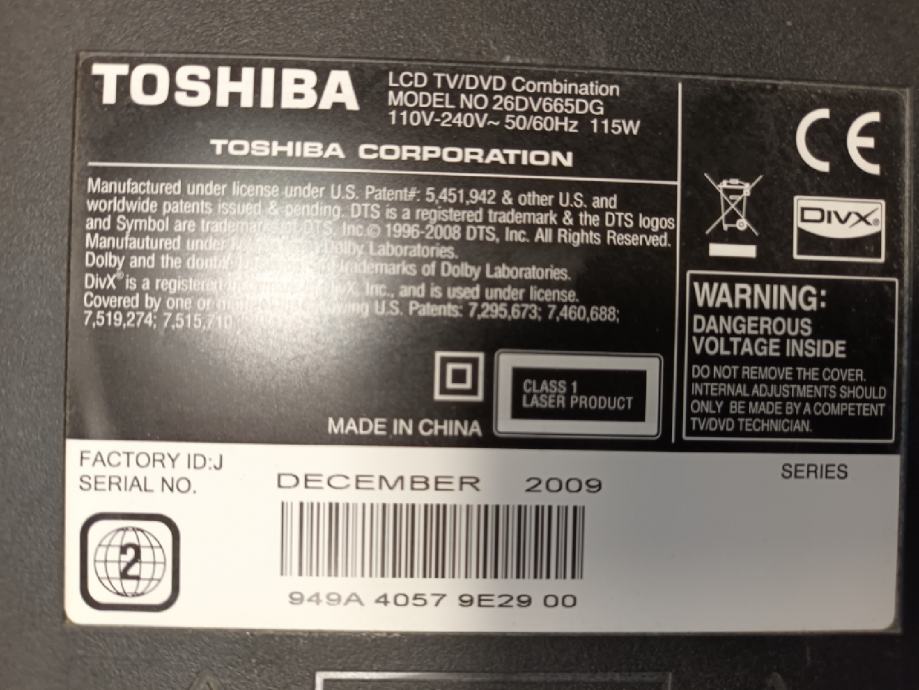 TOSHIBA
LCD TV/DVD Combination
MODEL NO 26DV665DG
110V-240V~ 50/60Hz 115W
TOSHIBA CORPORATION
Manufactured under license under U.S. Patent#: 5,451,942 & other U.S. and
worldwide patents issued & pending. DTS is a registered trademark & the DTS logos
and Symbol are trademarks DTS, Inc.© 1996-2008 DTS, Inc. All Rights Reserved.
Manufautured under Dolby Laboratories.
Dolby and the trademarks of Dolby Laboratories.
DivX® is a registered Inc., and is used under license.
Covered by one or U.S. Patents: 7,295,673; 7,460,688;
7,519,274; 7,515,710
CLASS 1
LASER PRODUCT
MADE IN CHINA
CE
DIVX®
WARNING:
DANGEROUS
VOLTAGE INSIDE
DO NOT REMOVE THE COVER.
INTERNAL ADJUSTMENTS SHOULD
ONLY BE MADE BY A COMPETENT
TV/DVD TECHNICIAN.
FACTORY ID:J
SERIAL NO.
DECEMBER 2009
SERIES
2
949A 4057 9E29 00